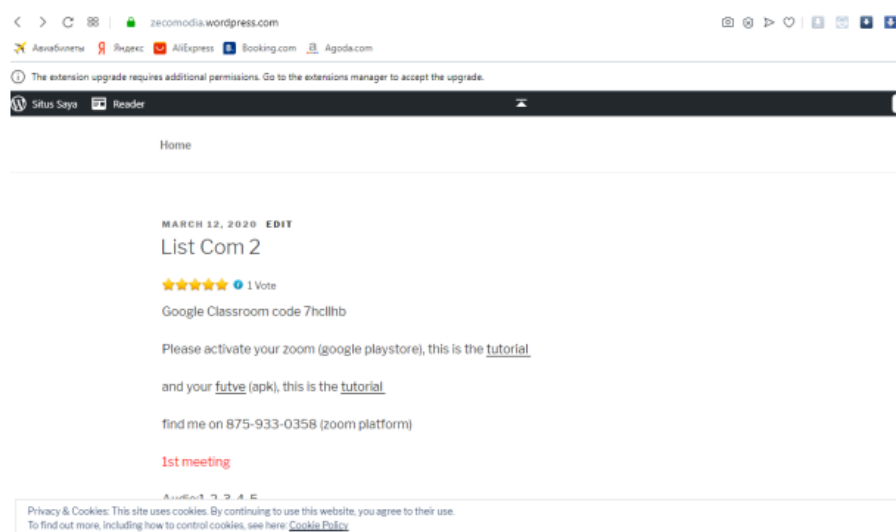 zecomodia.wordpress.com
Авиабилеты Яндекс AliExpress Booking.com Agoda.com
The extension upgrade requires additional permissions. Go to the extensions manager to accept the upgrade.
Situs Saya Reader
Home
MARCH 12, 2020 EDIT
List Com 2
1 Vote
Google Classroom code 7hcllhb
Please activate your zoom (google playstore), this is the tutorial
and your futve (apk), this is the tutorial
find me on 875-933-0358 (zoom platform)
1st meeting
Audio1, 2, 3, 4, 5
Privacy & Cookies: This site uses cookies. By continuing to use this website, you agree to their use.
To find out more, including how to control cookies, see here: Cookie Policy